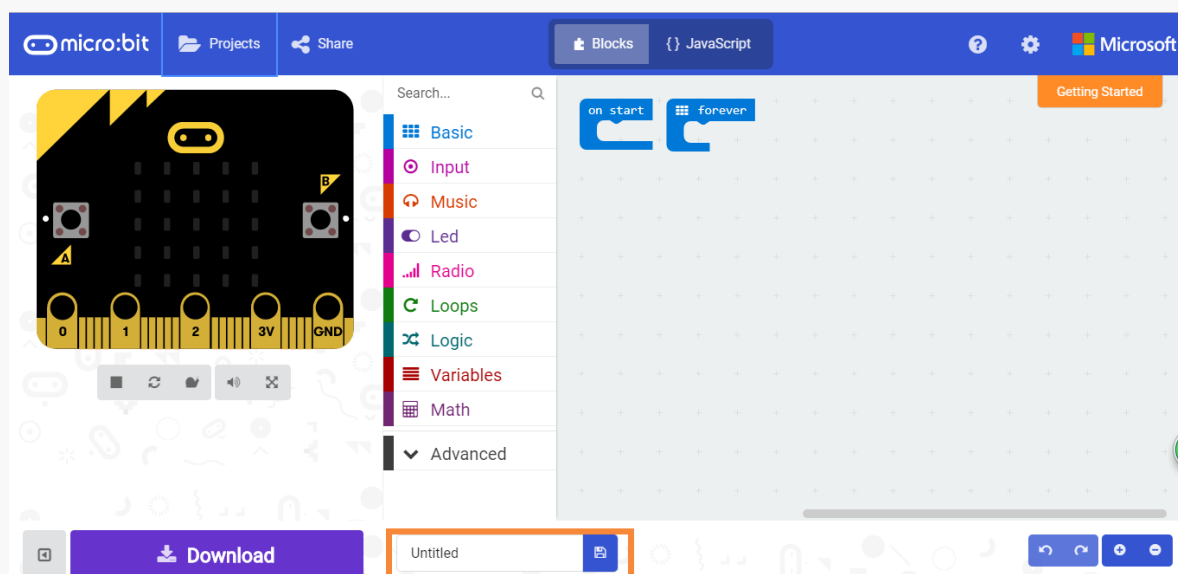 micro:bit
Projects
Share
Blocks
{} JavaScript
Microsoft
Search...
Getting Started
on start
forever
Basic
Input
Music
Led
Radio
Loops
Logic
Variables
Math
Advanced
B
A
0 1 2 3V GND
Download
Untitled